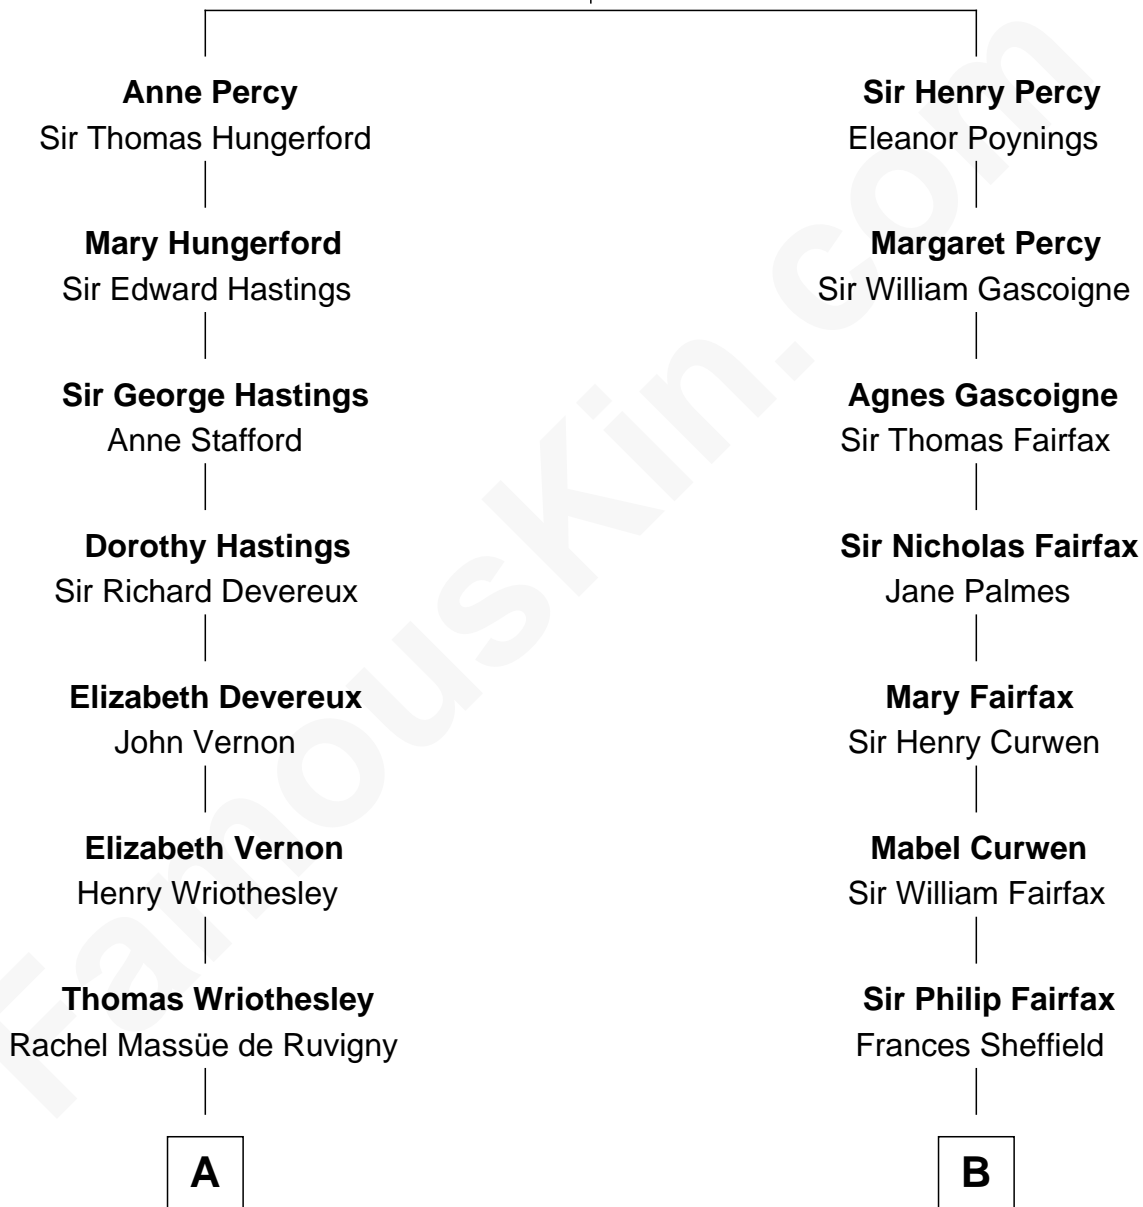 Anne Percy
Sir Thomas Hungerford
Mary Hungerford
Sir Edward Hastings
Sir George Hastings
Anne Stafford
Dorothy Hastings
Sir Richard Devereux
Elizabeth Devereux
John Vernon
Elizabeth Vernon
Henry Wriothesley
Thomas Wriothesley
Rachel Massüe de Ruvigny
A
Sir Henry Percy
Eleanor Poynings
Margaret Percy
Sir William Gascoigne
Agnes Gascoigne
Sir Thomas Fairfax
Sir Nicholas Fairfax
Jane Palmes
Mary Fairfax
Sir Henry Curwen
Mabel Curwen
Sir William Fairfax
Sir Philip Fairfax
Frances Sheffield
B
FamousKin.com